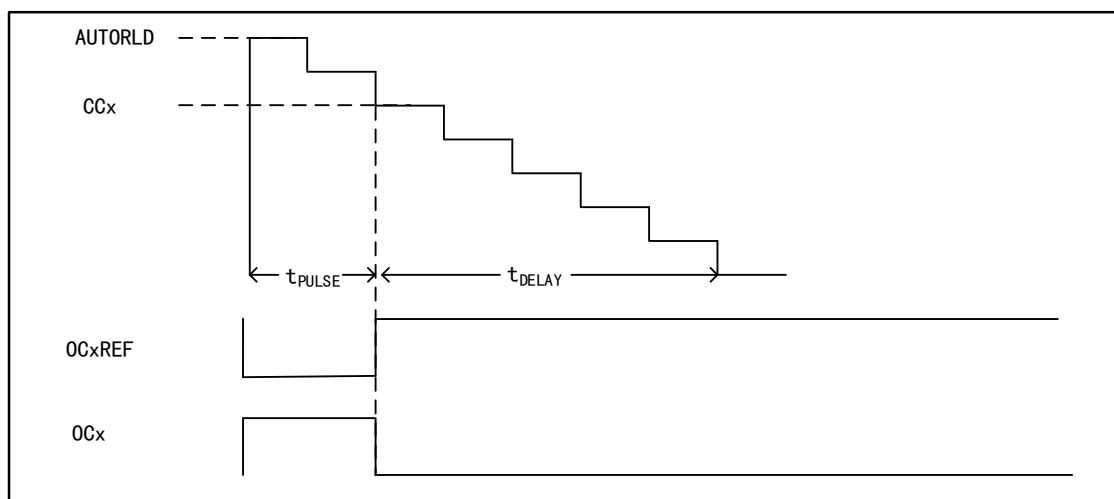 AUTORLD
CCx
tPULSE
tDELAY
OCxREF
OCx